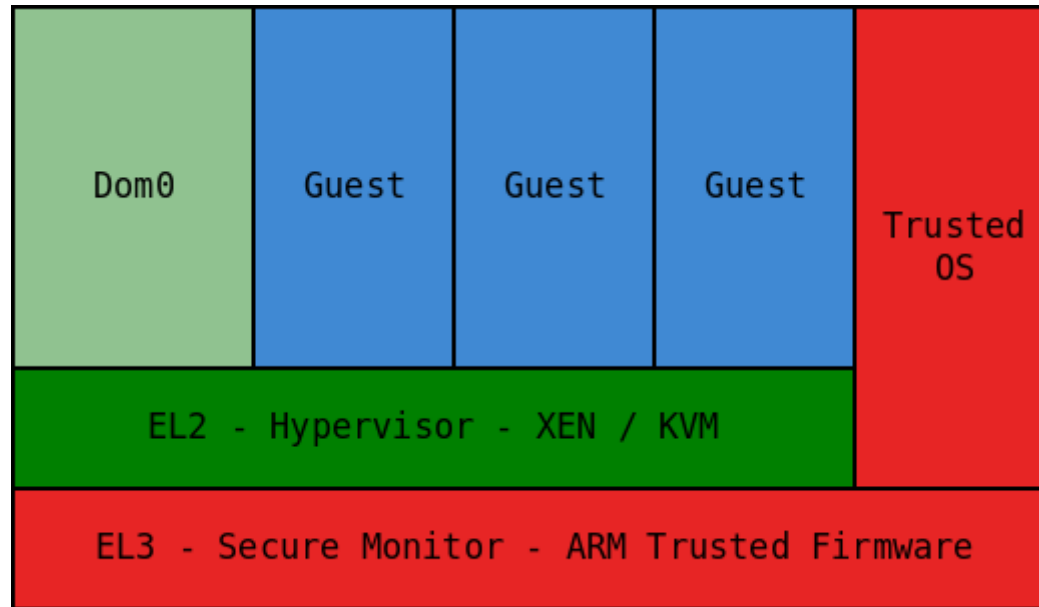 Dom0
Guest
Guest
Guest
Trusted
OS
EL2 - Hypervisor - XEN / KVM
EL3 - Secure Monitor - ARM Trusted Firmware